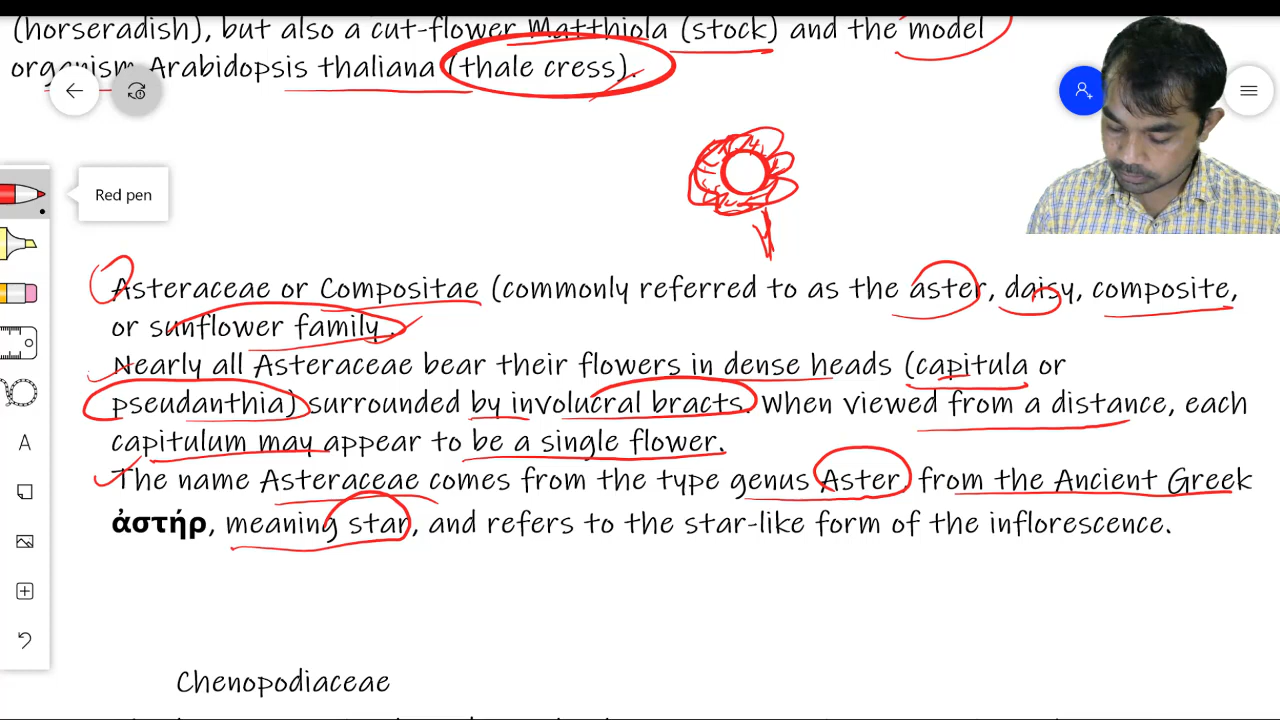 (horseradish), but also a cut-flower Matthiola (stock) and the model
organism Arabidopsis thaliana (thale cress).
Red pen
Asteraceae or Compositae (commonly referred to as the aster, daisy, composite,
or sunflower family .
Nearly all Asteraceae bear their flowers in dense heads (capitula or
pseudanthia) surrounded by involucral bracts. When viewed from a distance, each
capitulum may appear to be a single flower.
The name Asteraceae comes from the type genus Aster, from the Ancient Greek
ἀστήρ, meaning star, and refers to the star-like form of the inflorescence.
A
Chenopodiaceae